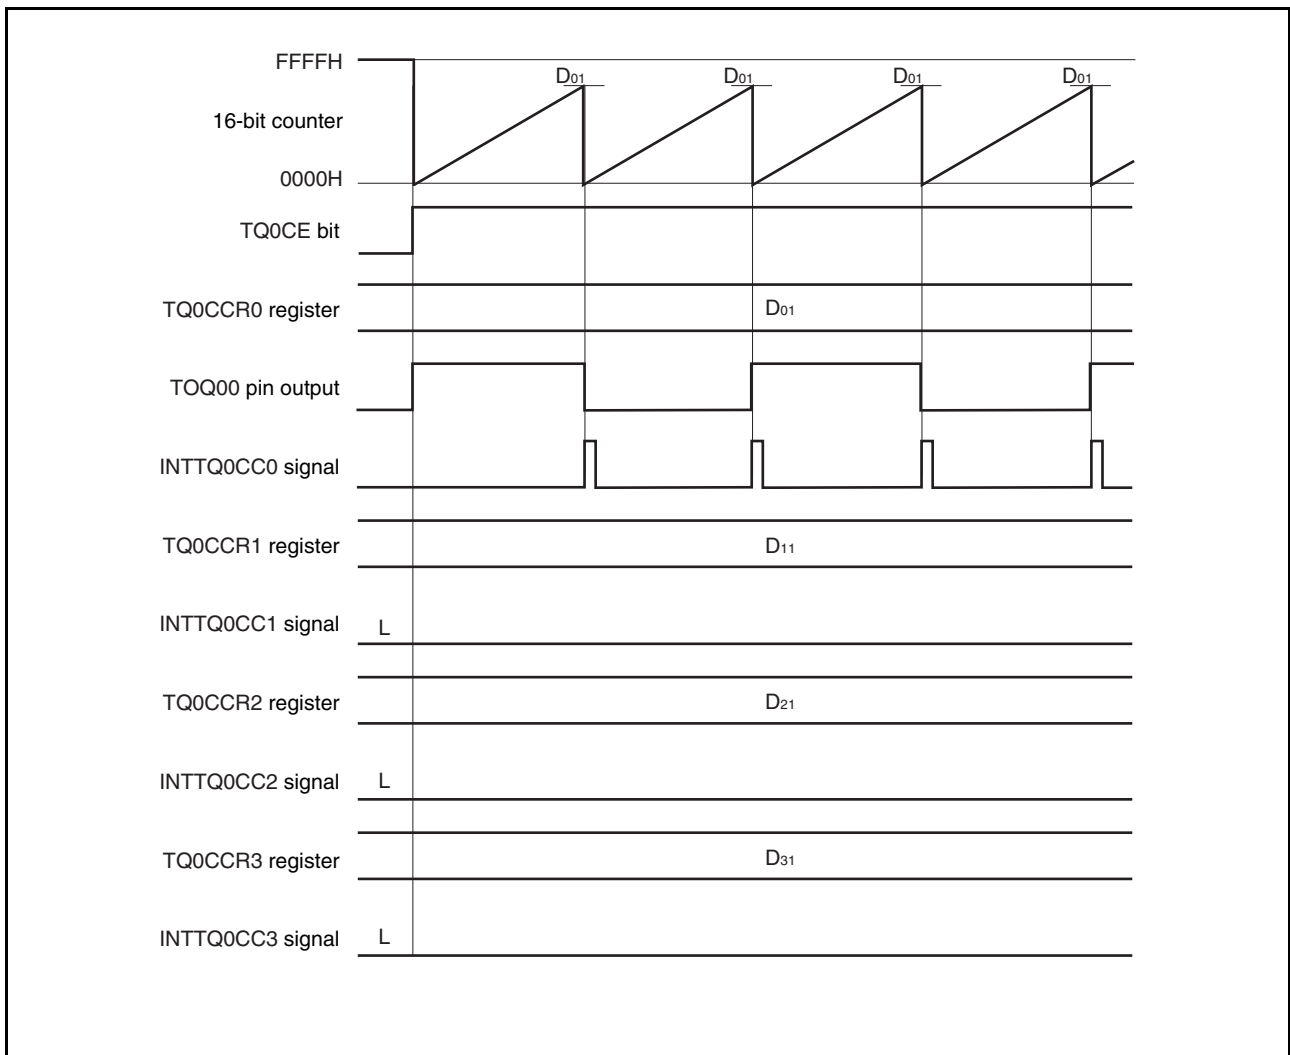 FFFFH
D01 D01 D01 D01
16-bit counter
0000H
TQ0CE bit
TQ0CCR0 register D01
TOQ00 pin output
INTTQ0CC0 signal
TQ0CCR1 register D11
INTTQ0CC1 signal L
TQ0CCR2 register D21
INTTQ0CC2 signal L
TQ0CCR3 register D31
INTTQ0CC3 signal L